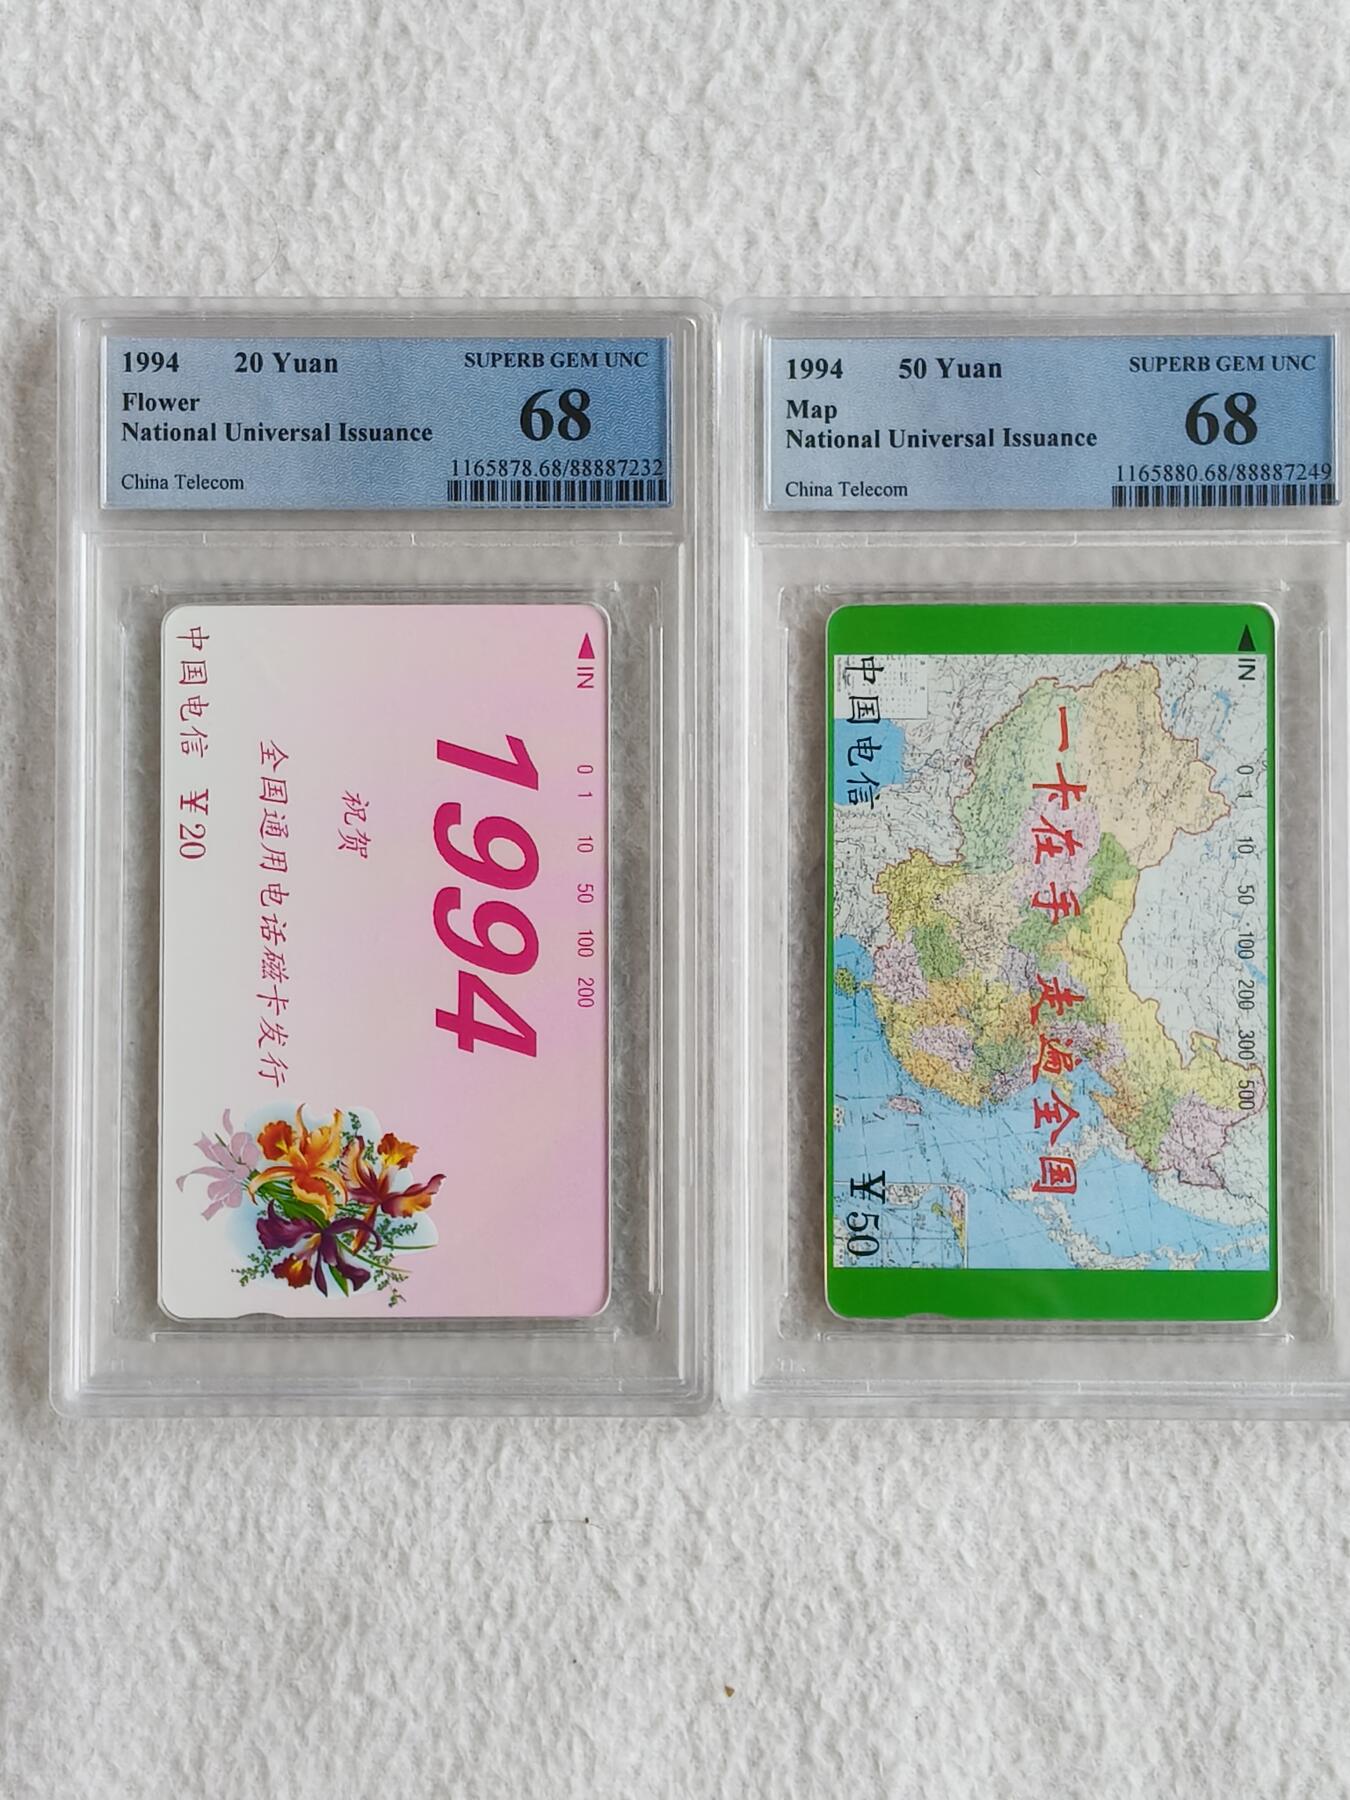 1994 20 Yuan SUPERB GEM UNC
Flower 68
National Universal Issuance
1165878.68/88887232
China Telecom
IN
0 1 10 50 100 200
1994
祝贺
全国通用电话磁卡发行
中国电信 ¥20
1994 50 Yuan SUPERB GEM UNC
Map 68
National Universal Issuance
1165880.68/88887249
China Telecom
IN
0 1 10 50 100 200 300 500
一卡在手 走遍全国
中国电信 ¥50